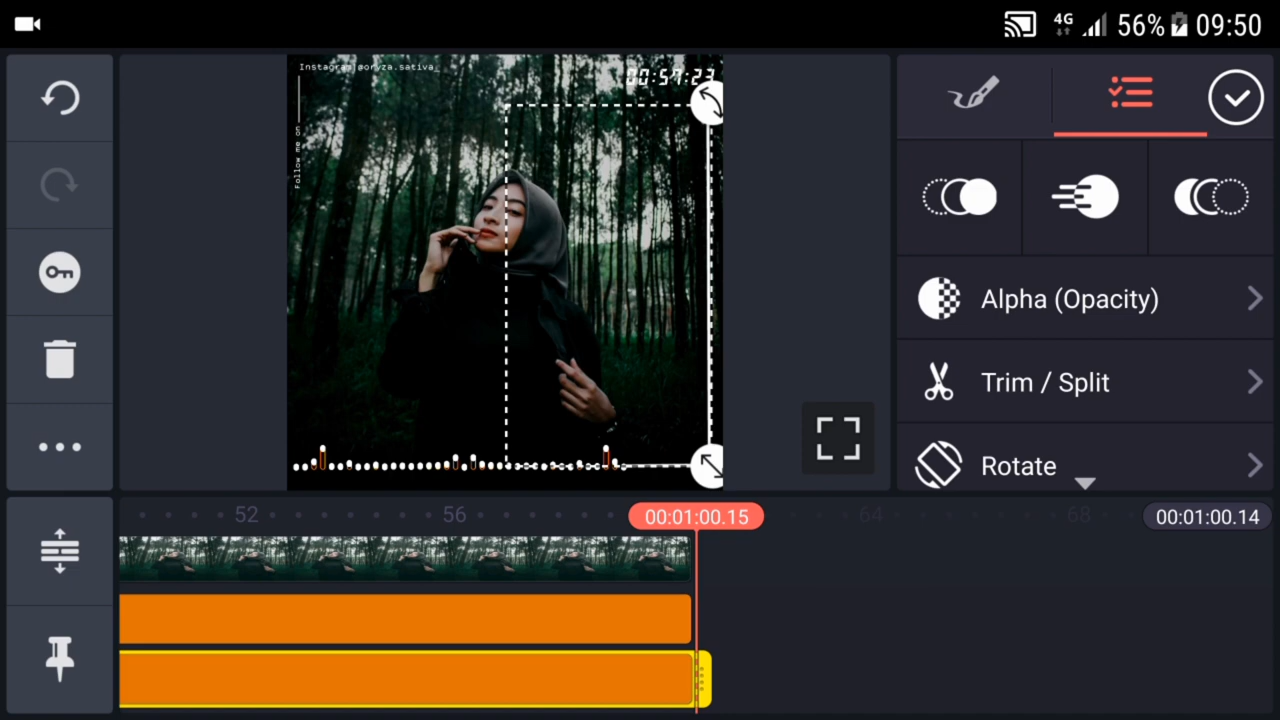 4G
56%
09:50
Instagram @oryza.sativa_
00:57:23
Follow me on
Alpha (Opacity)
Trim / Split
Rotate
52
56
00:01:00.15
64
68
00:01:00.14